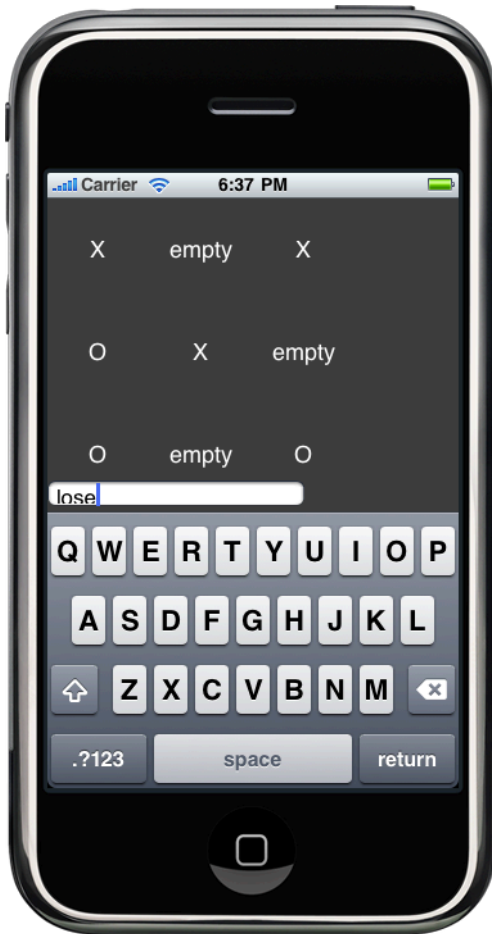 Carrier 6:37 PM
X empty X
O X empty
O empty O
lose
Q W E R T Y U I O P
A S D F G H J K L
Z X C V B N M
.?123 space return